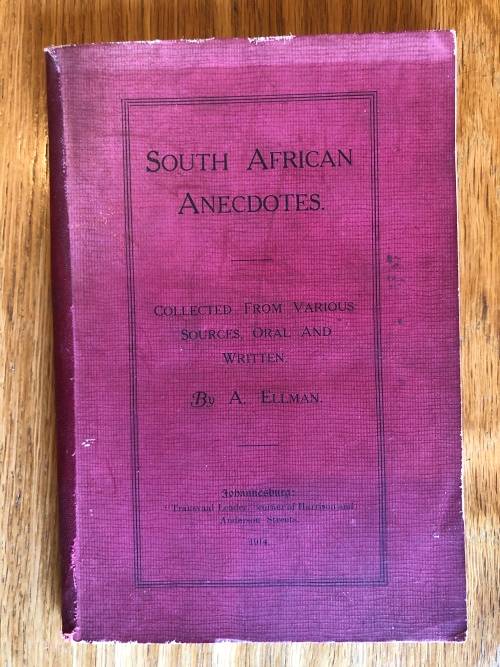 SOUTH AFRICAN
ANECDOTES.
COLLECTED FROM VARIOUS
SOURCES, ORAL AND
WRITTEN.
By A. ELLMAN.
Johannesburg:
"Transvaal Leader," corner of Harrison and
Anderson Streets.
1914.